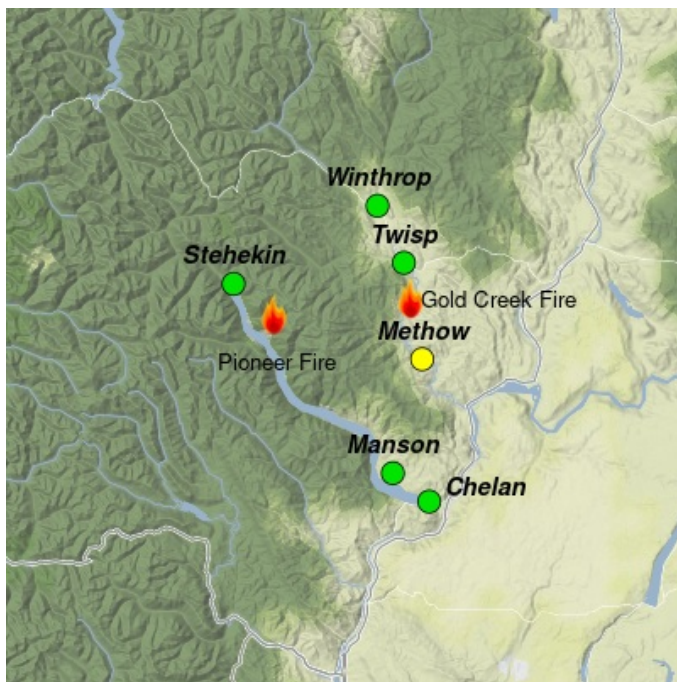 Winthrop
Twisp
Stehekin
Gold Creek Fire
Methow
Pioneer Fire
Manson
Chelan